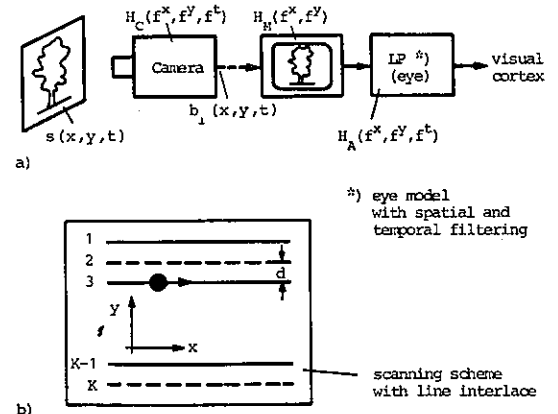 H_C(f^x,f^y,f^t)
H_M(f^x,f^y)
Camera
LP *)
(eye)
visual
cortex
s(x,y,t)
b_⊥(x,y,t)
H_A(f^x,f^y,f^t)
a)
*) eye model
with spatial and
temporal filtering
1
2
3
d
y
x
K-1
K
scanning scheme
with line interlace
b)